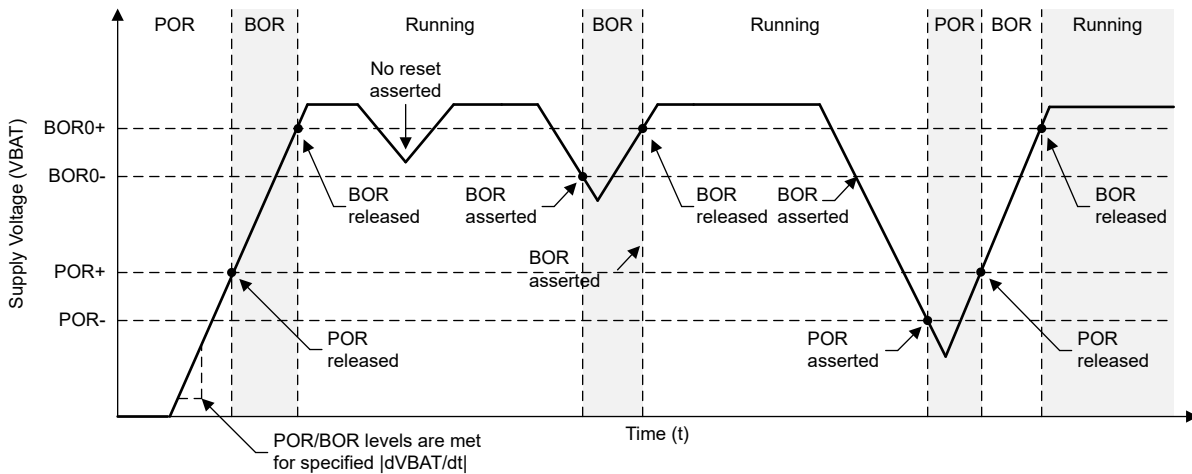 POR
BOR
Running
BOR
Running
POR
BOR
Running
No reset
asserted
Supply Voltage (VBAT)
BOR0+
BOR0-
POR+
POR-
BOR
released
BOR
asserted
BOR
released
BOR
asserted
BOR
released
BOR
asserted
POR
released
POR
asserted
POR
released
POR/BOR levels are met
for specified |dVBAT/dt|
Time (t)